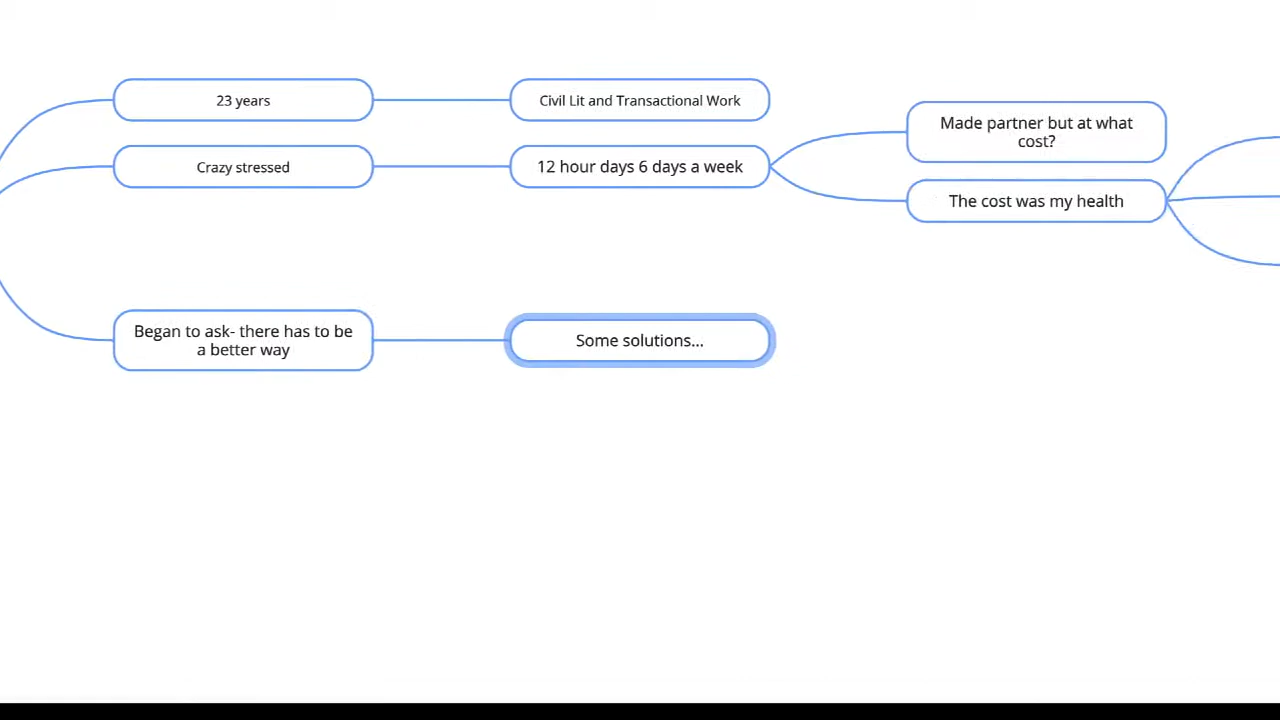 23 years
Civil Lit and Transactional Work
Made partner but at what
cost?
Crazy stressed
12 hour days 6 days a week
The cost was my health
Began to ask- there has to be
a better way
Some solutions...